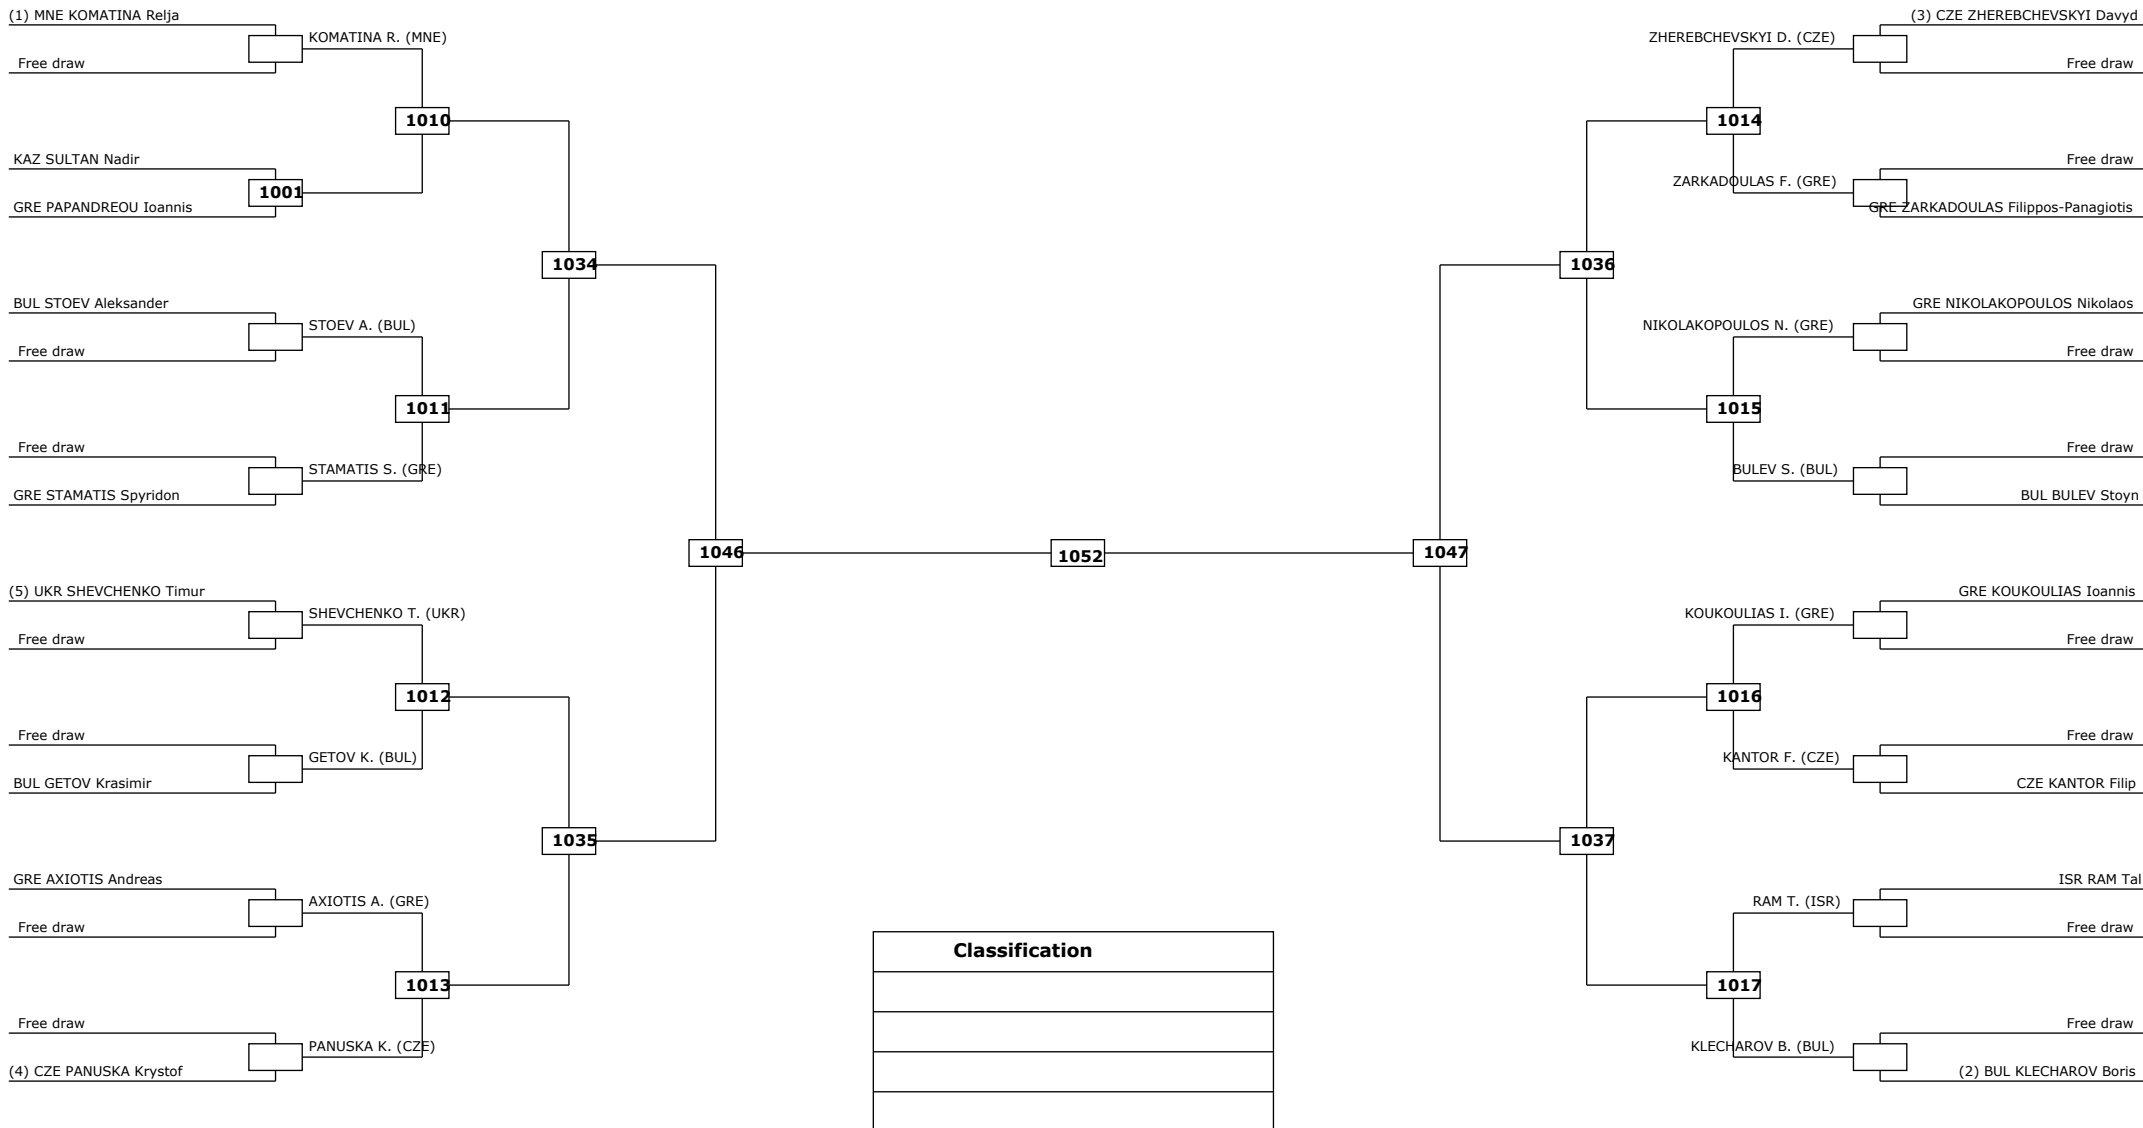 (1) MNE KOMATINA Relja
KOMATINA R. (MNE)
Free draw
1010
KAZ SULTAN Nadir
1001
GRE PAPANDREOU Ioannis
1034
BUL STOEV Aleksander
STOEV A. (BUL)
Free draw
1011
Free draw
STAMATIS S. (GRE)
GRE STAMATIS Spyridon
1046
(5) UKR SHEVCHENKO Timur
SHEVCHENKO T. (UKR)
Free draw
1012
Free draw
GETOV K. (BUL)
BUL GETOV Krasimir
1035
GRE AXIOTIS Andreas
AXIOTIS A. (GRE)
Free draw
1013
Free draw
PANUSKA K. (CZE)
(4) CZE PANUSKA Krystof
1052
(3) CZE ZHEREBCHEVSKYI Davyd
ZHEREBCHEVSKYI D. (CZE)
Free draw
1014
Free draw
ZARKADOULAS F. (GRE)
GRE ZARKADOULAS Filippos-Panagiotis
1036
GRE NIKOLAKOPOULOS Nikolaos
NIKOLAKOPOULOS N. (GRE)
Free draw
1015
Free draw
BULEV S. (BUL)
BUL BULEV Stoyn
1047
GRE KOUKOULIAS Ioannis
KOUKOULIAS I. (GRE)
Free draw
1016
Free draw
KANTOR F. (CZE)
CZE KANTOR Filip
1037
ISR RAM Tal
RAM T. (ISR)
Free draw
1017
Free draw
KLECHAROV B. (BUL)
(2) BUL KLECHAROV Boris
Classification